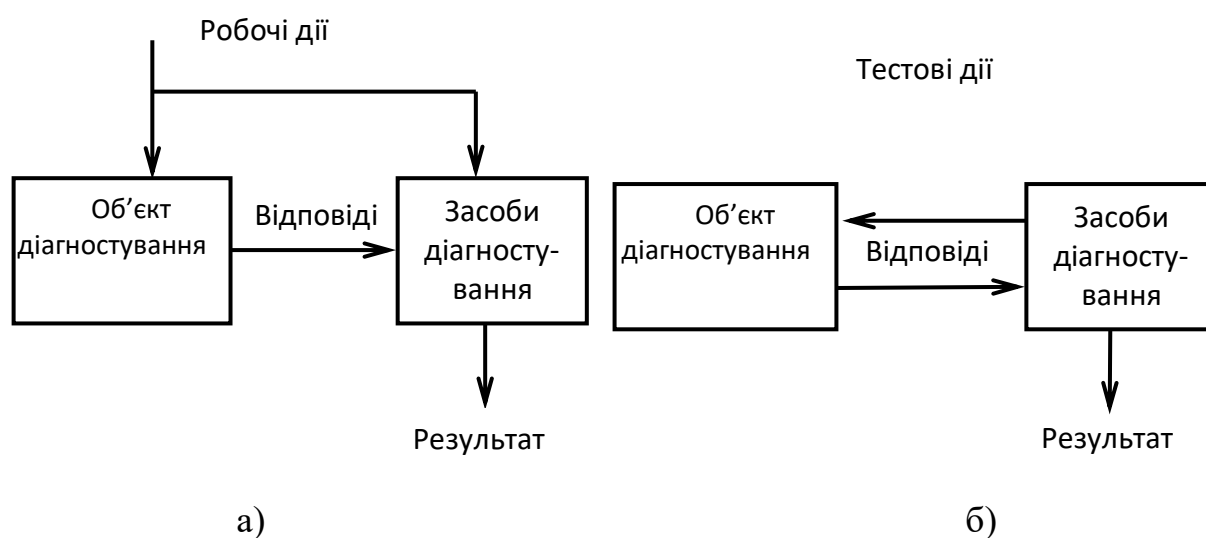 Робочі дії
Об’єкт
діагностування
Відповіді
Засоби
діагносту-
вання
Результат
а)
Тестові дії
Об’єкт
діагностування
Відповіді
Засоби
діагносту-
вання
Результат
б)